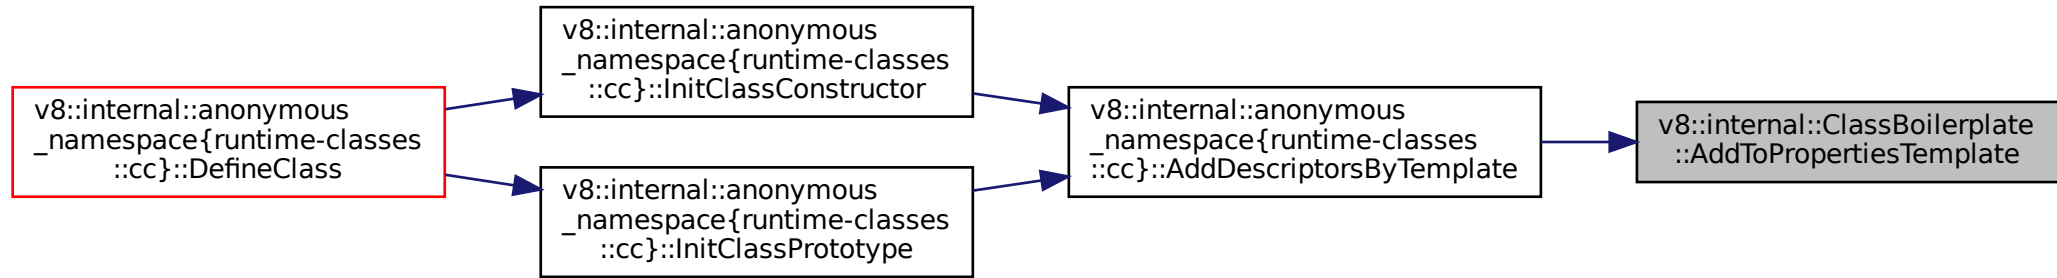 v8::internal::anonymous
_namespace{runtime-classes
::cc}::DefineClass
v8::internal::anonymous
_namespace{runtime-classes
::cc}::InitClassConstructor
v8::internal::anonymous
_namespace{runtime-classes
::cc}::InitClassPrototype
v8::internal::anonymous
_namespace{runtime-classes
::cc}::AddDescriptorsByTemplate
v8::internal::ClassBoilerplate
::AddToPropertiesTemplate